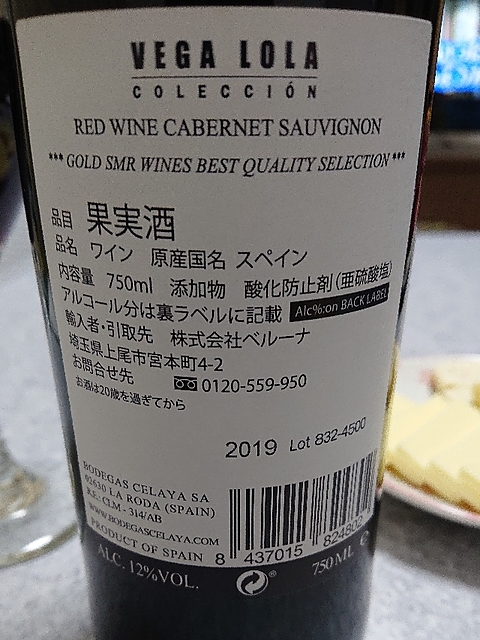 VEGA LOLA
COLECCIÓN
RED WINE CABERNET SAUVIGNON
*** GOLD SMR WINES BEST QUALITY SELECTION ***
品目 果実酒
品名 ワイン 原産国名 スペイン
内容量 750ml 添加物 酸化防止剤(亜硫酸塩)
アルコール分は裏ラベルに記載 Alc%:on BACK LABEL
輸入者・引取先 株式会社ベルーナ
埼玉県上尾市宮本町4-2
お問合せ先 0120-559-950
お酒は20歳を過ぎてから
2019 Lot 832-4500
BODEGAS CELAYA SA
02630 LA RODA (SPAIN)
R.E.-CLM - 314/AB
WWW.BODEGASCELAYA.COM
PRODUCT OF SPAIN
8 437015 824802
ALC. 12%VOL.
750 ML e